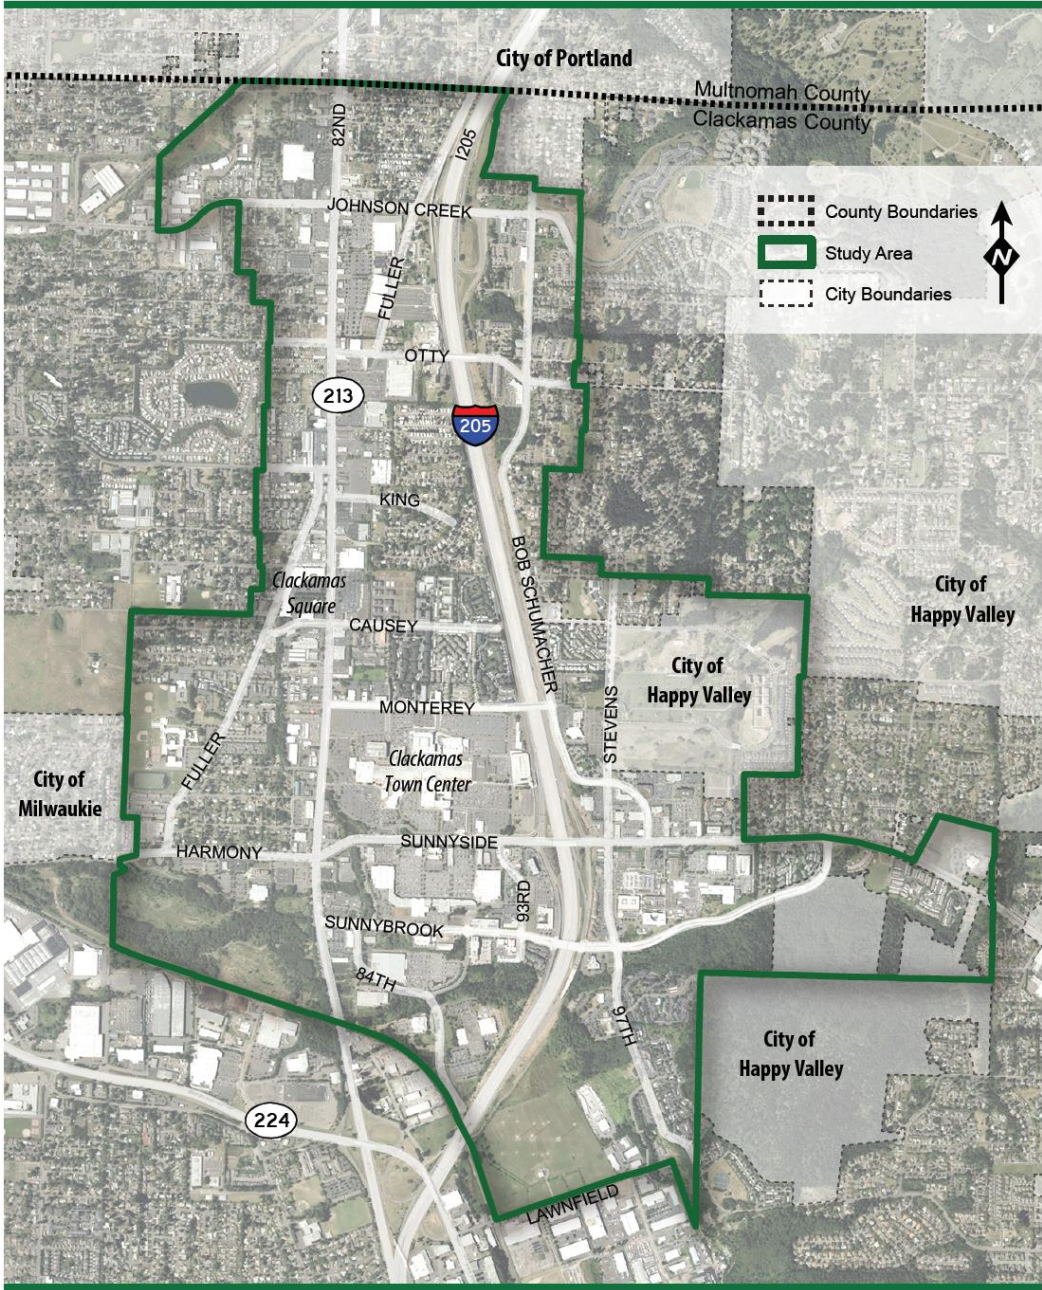 City of Portland
Multnomah County
Clackamas County
82ND
I205
JOHNSON CREEK
County Boundaries
Study Area
City Boundaries
N
FULLER
OTTY
213
205
KING
BOB SCHUMACHER
Clackamas
Square
City of
Happy Valley
CAUSEY
City of
Happy Valley
MONTEREY
STEVENS
FULLER
Clackamas
Town Center
City of
Milwaukie
HARMONY
SUNNYSIDE
93RD
SUNNYBROOK
84TH
97TH
City of
Happy Valley
224
LAWNFIELD